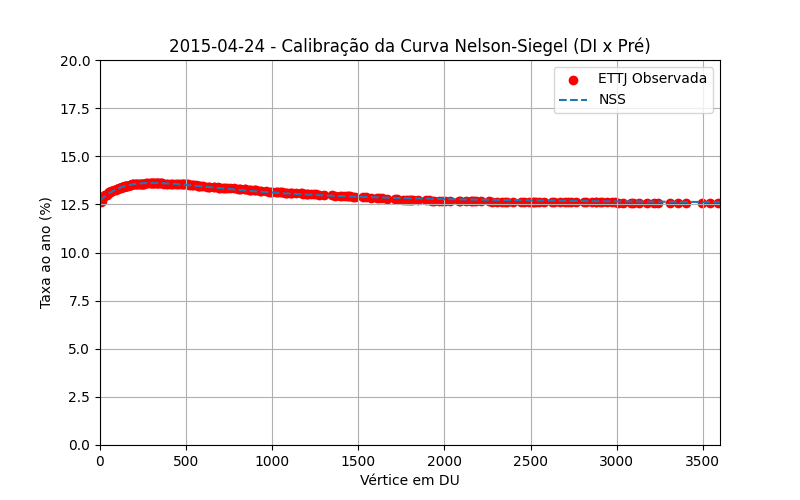 2015-04-24 - Calibração da Curva Nelson-Siegel (DI x Pré)
ETTJ Observada
NSS
Taxa ao ano (%)
20.0
17.5
15.0
12.5
10.0
7.5
5.0
2.5
0.0
0 500 1000 1500 2000 2500 3000 3500
Vértice em DU